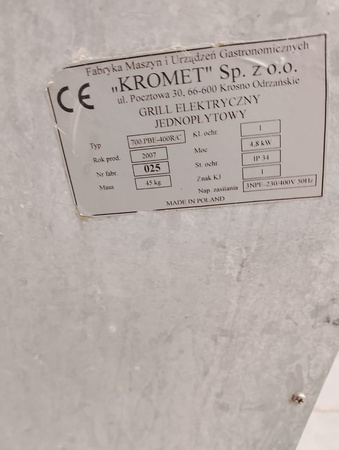 Fabryka Maszyn i Urządzeń Gastronomicznych
CE „KROMET" Sp. z o.o.
ul. Pocztowa 30, 66-600 Krosno Odrzańskie
GRILL ELEKTRYCZNY
JEDNOPŁYTOWY
Typ 700 PBE-400R/C Kl. ochr. 1
Rok prod. 2007 Moc 4,8 kW
Nr fabr. 025 St. ochr. IP 34
Masa 45 kg Znak KJ 1
Nap. zasilania 3NPE-230/400V 50Hz
MADE IN POLAND